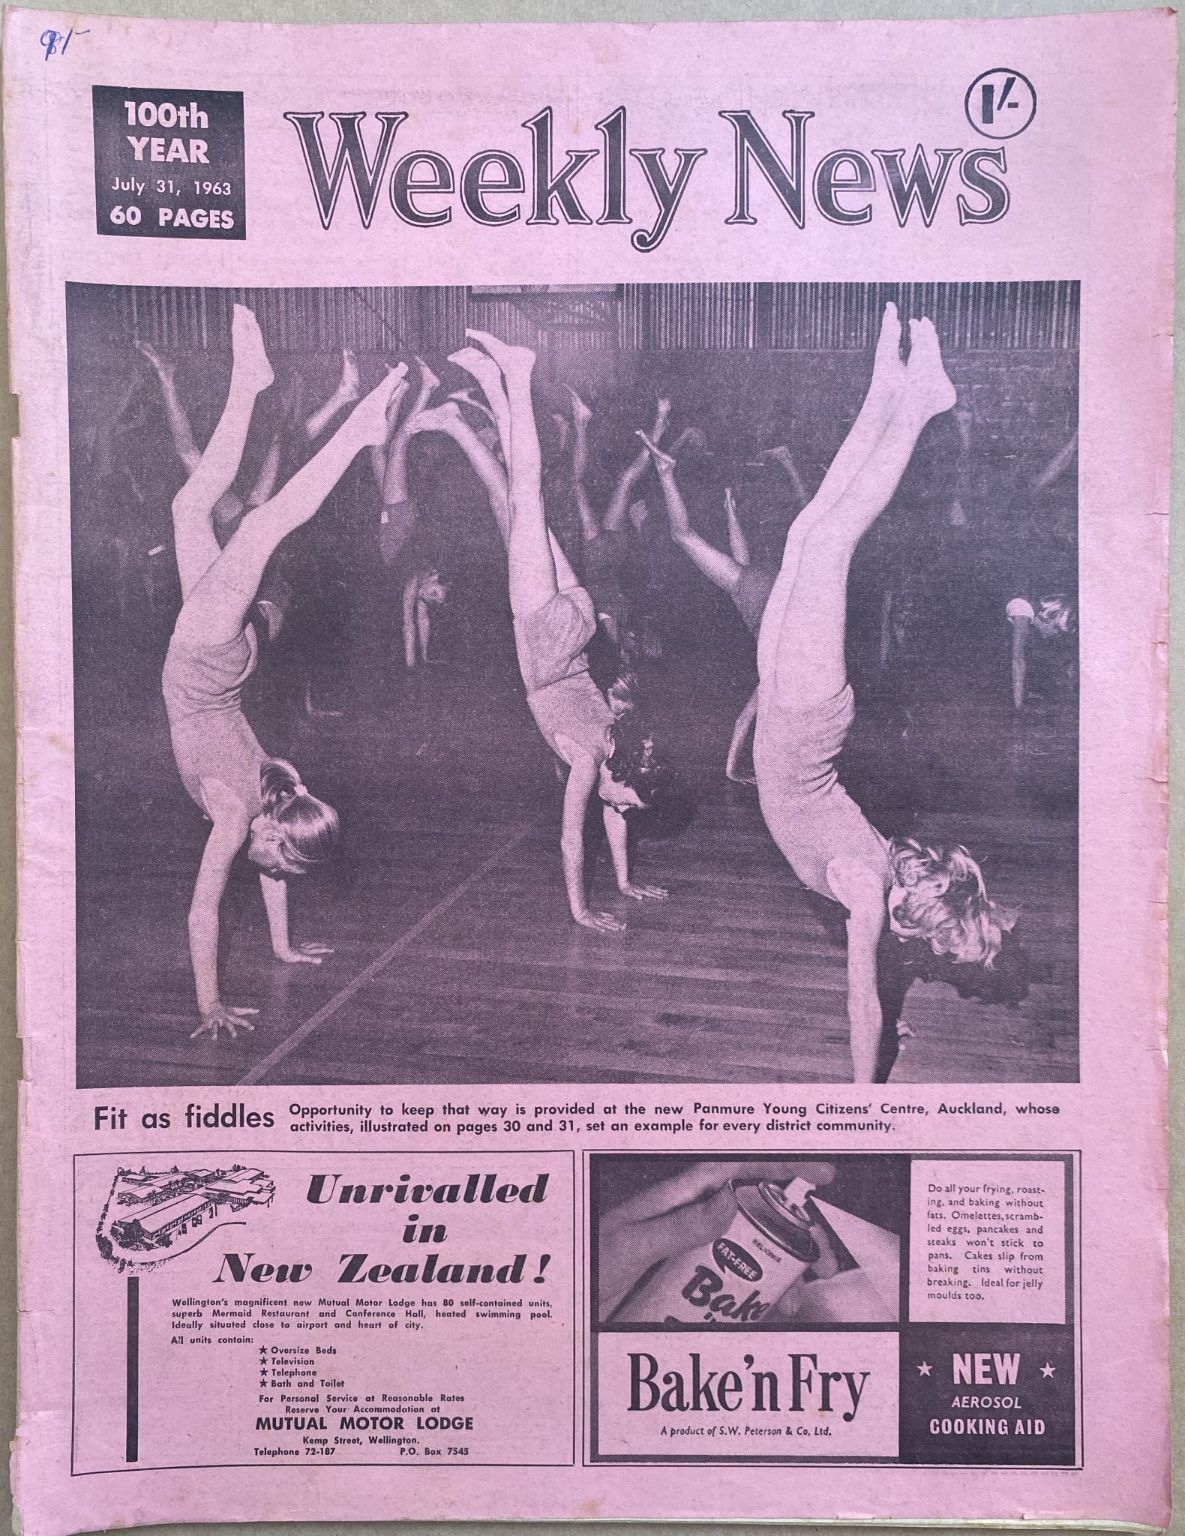 100th
YEAR
July 31, 1963
60 PAGES
Weekly News
1/-
Fit as fiddles
Opportunity to keep that way is provided at the new Panmure Young Citizens' Centre, Auckland, whose
activities, illustrated on pages 30 and 31, set an example for every district community.
Unrivalled
in
New Zealand!
Wellington's magnificent new Mutual Motor Lodge has 80 self-contained units,
superb Mermaid Restaurant and Conference Hall, heated swimming pool.
Ideally situated close to airport and heart of city.
All units contain:
★ Oversize Beds
★ Television
★ Telephone
★ Bath and Toilet
For Personal Service at Reasonable Rates
Reserve Your Accommodation at
MUTUAL MOTOR LODGE
Kemp Street, Wellington.
Telephone 72-187 P.O. Box 7545
FAT-FREE
Bake
Do all your frying, roast-
ing, and baking without
fats. Omelettes, scramb-
led eggs, pancakes and
steaks won't stick to
pans. Cakes slip from
baking tins without
breaking. Ideal for jelly
moulds too.
Bake'n Fry
A product of S.W. Peterson & Co, Ltd.
★ NEW ★
AEROSOL
COOKING AID